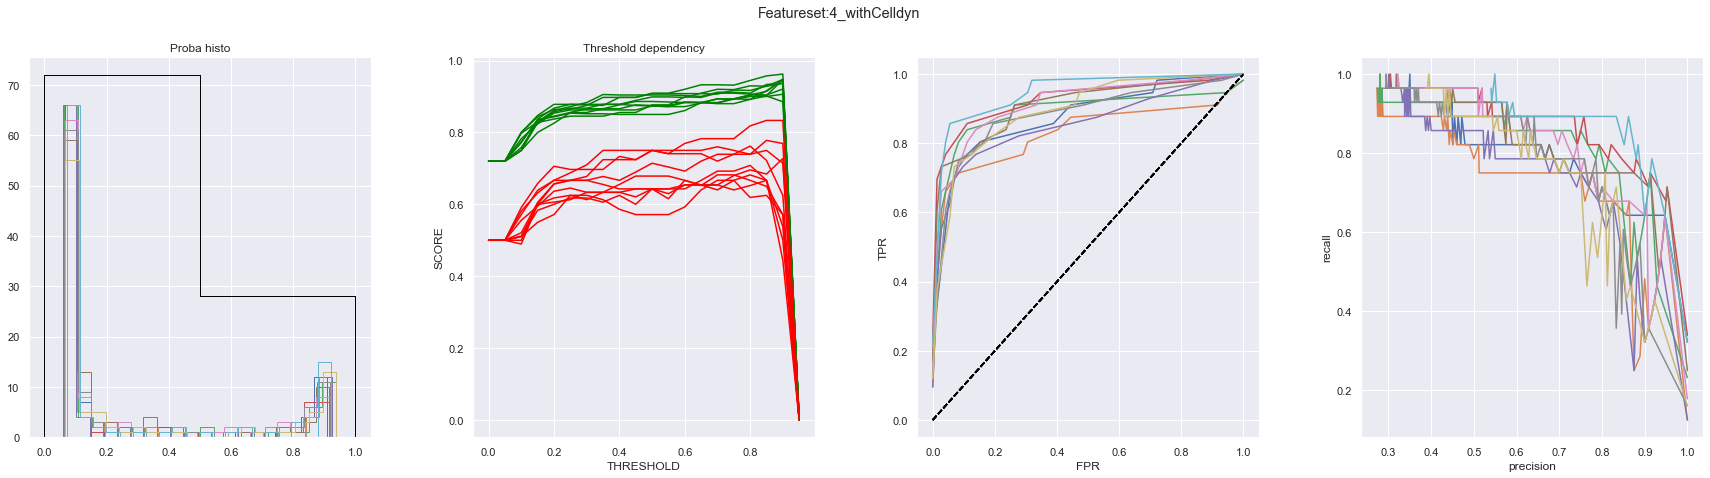 Featureset:4_withCelldyn
Proba histo
70
60
50
40
30
20
10
0
0.0 0.2 0.4 0.6 0.8 1.0
Threshold dependency
SCORE
1.0
0.8
0.6
0.4
0.2
0.0
0.0 0.2 0.4 0.6 0.8
THRESHOLD
TPR
1.0
0.8
0.6
0.4
0.2
0.0
0.0 0.2 0.4 0.6 0.8 1.0
FPR
recall
1.0
0.8
0.6
0.4
0.2
0.3 0.4 0.5 0.6 0.7 0.8 0.9 1.0
precision